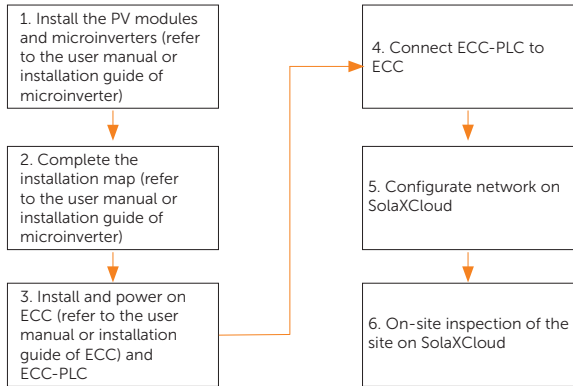 1. Install the PV modules
and microinverters (refer
to the user manual or
installation guide of
microinverter)
2. Complete the
installation map (refer
to the user manual or
installation guide of
microinverter)
3. Install and power on
ECC (refer to the user
manual or installation
guide of ECC) and
ECC-PLC
4. Connect ECC-PLC to
ECC
5. Configurate network on
SolaXCloud
6. On-site inspection of the
site on SolaXCloud